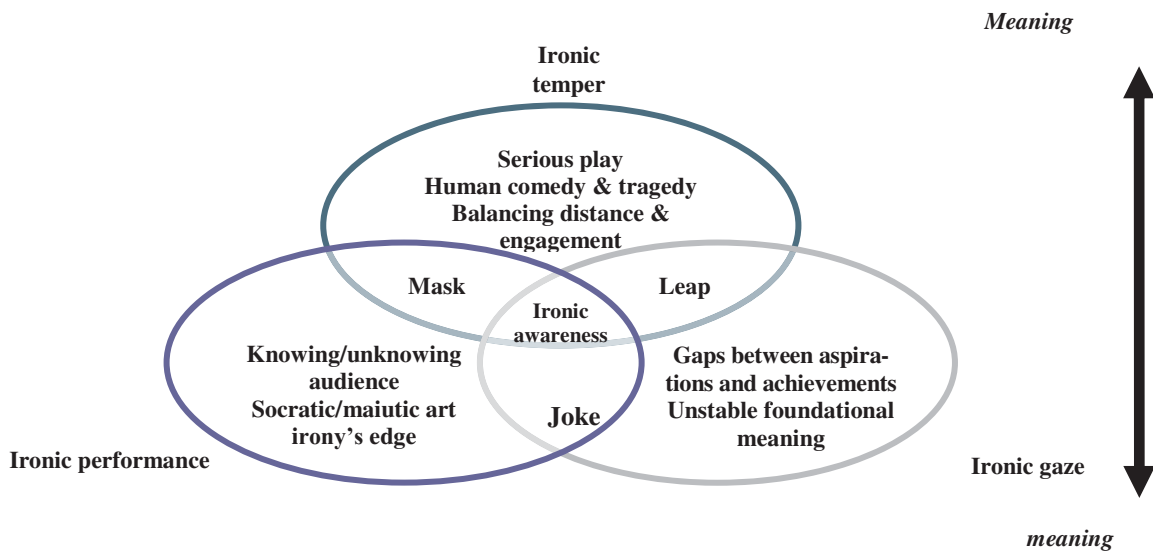 Meaning
Ironic
temper
Serious play
Human comedy & tragedy
Balancing distance &
engagement
Mask
Leap
Ironic
awareness
Knowing/unknowing
audience
Socratic/maiutic art
irony’s edge
Gaps between aspira-
tions and achievements
Unstable foundational
meaning
Joke
Ironic performance
Ironic gaze
meaning